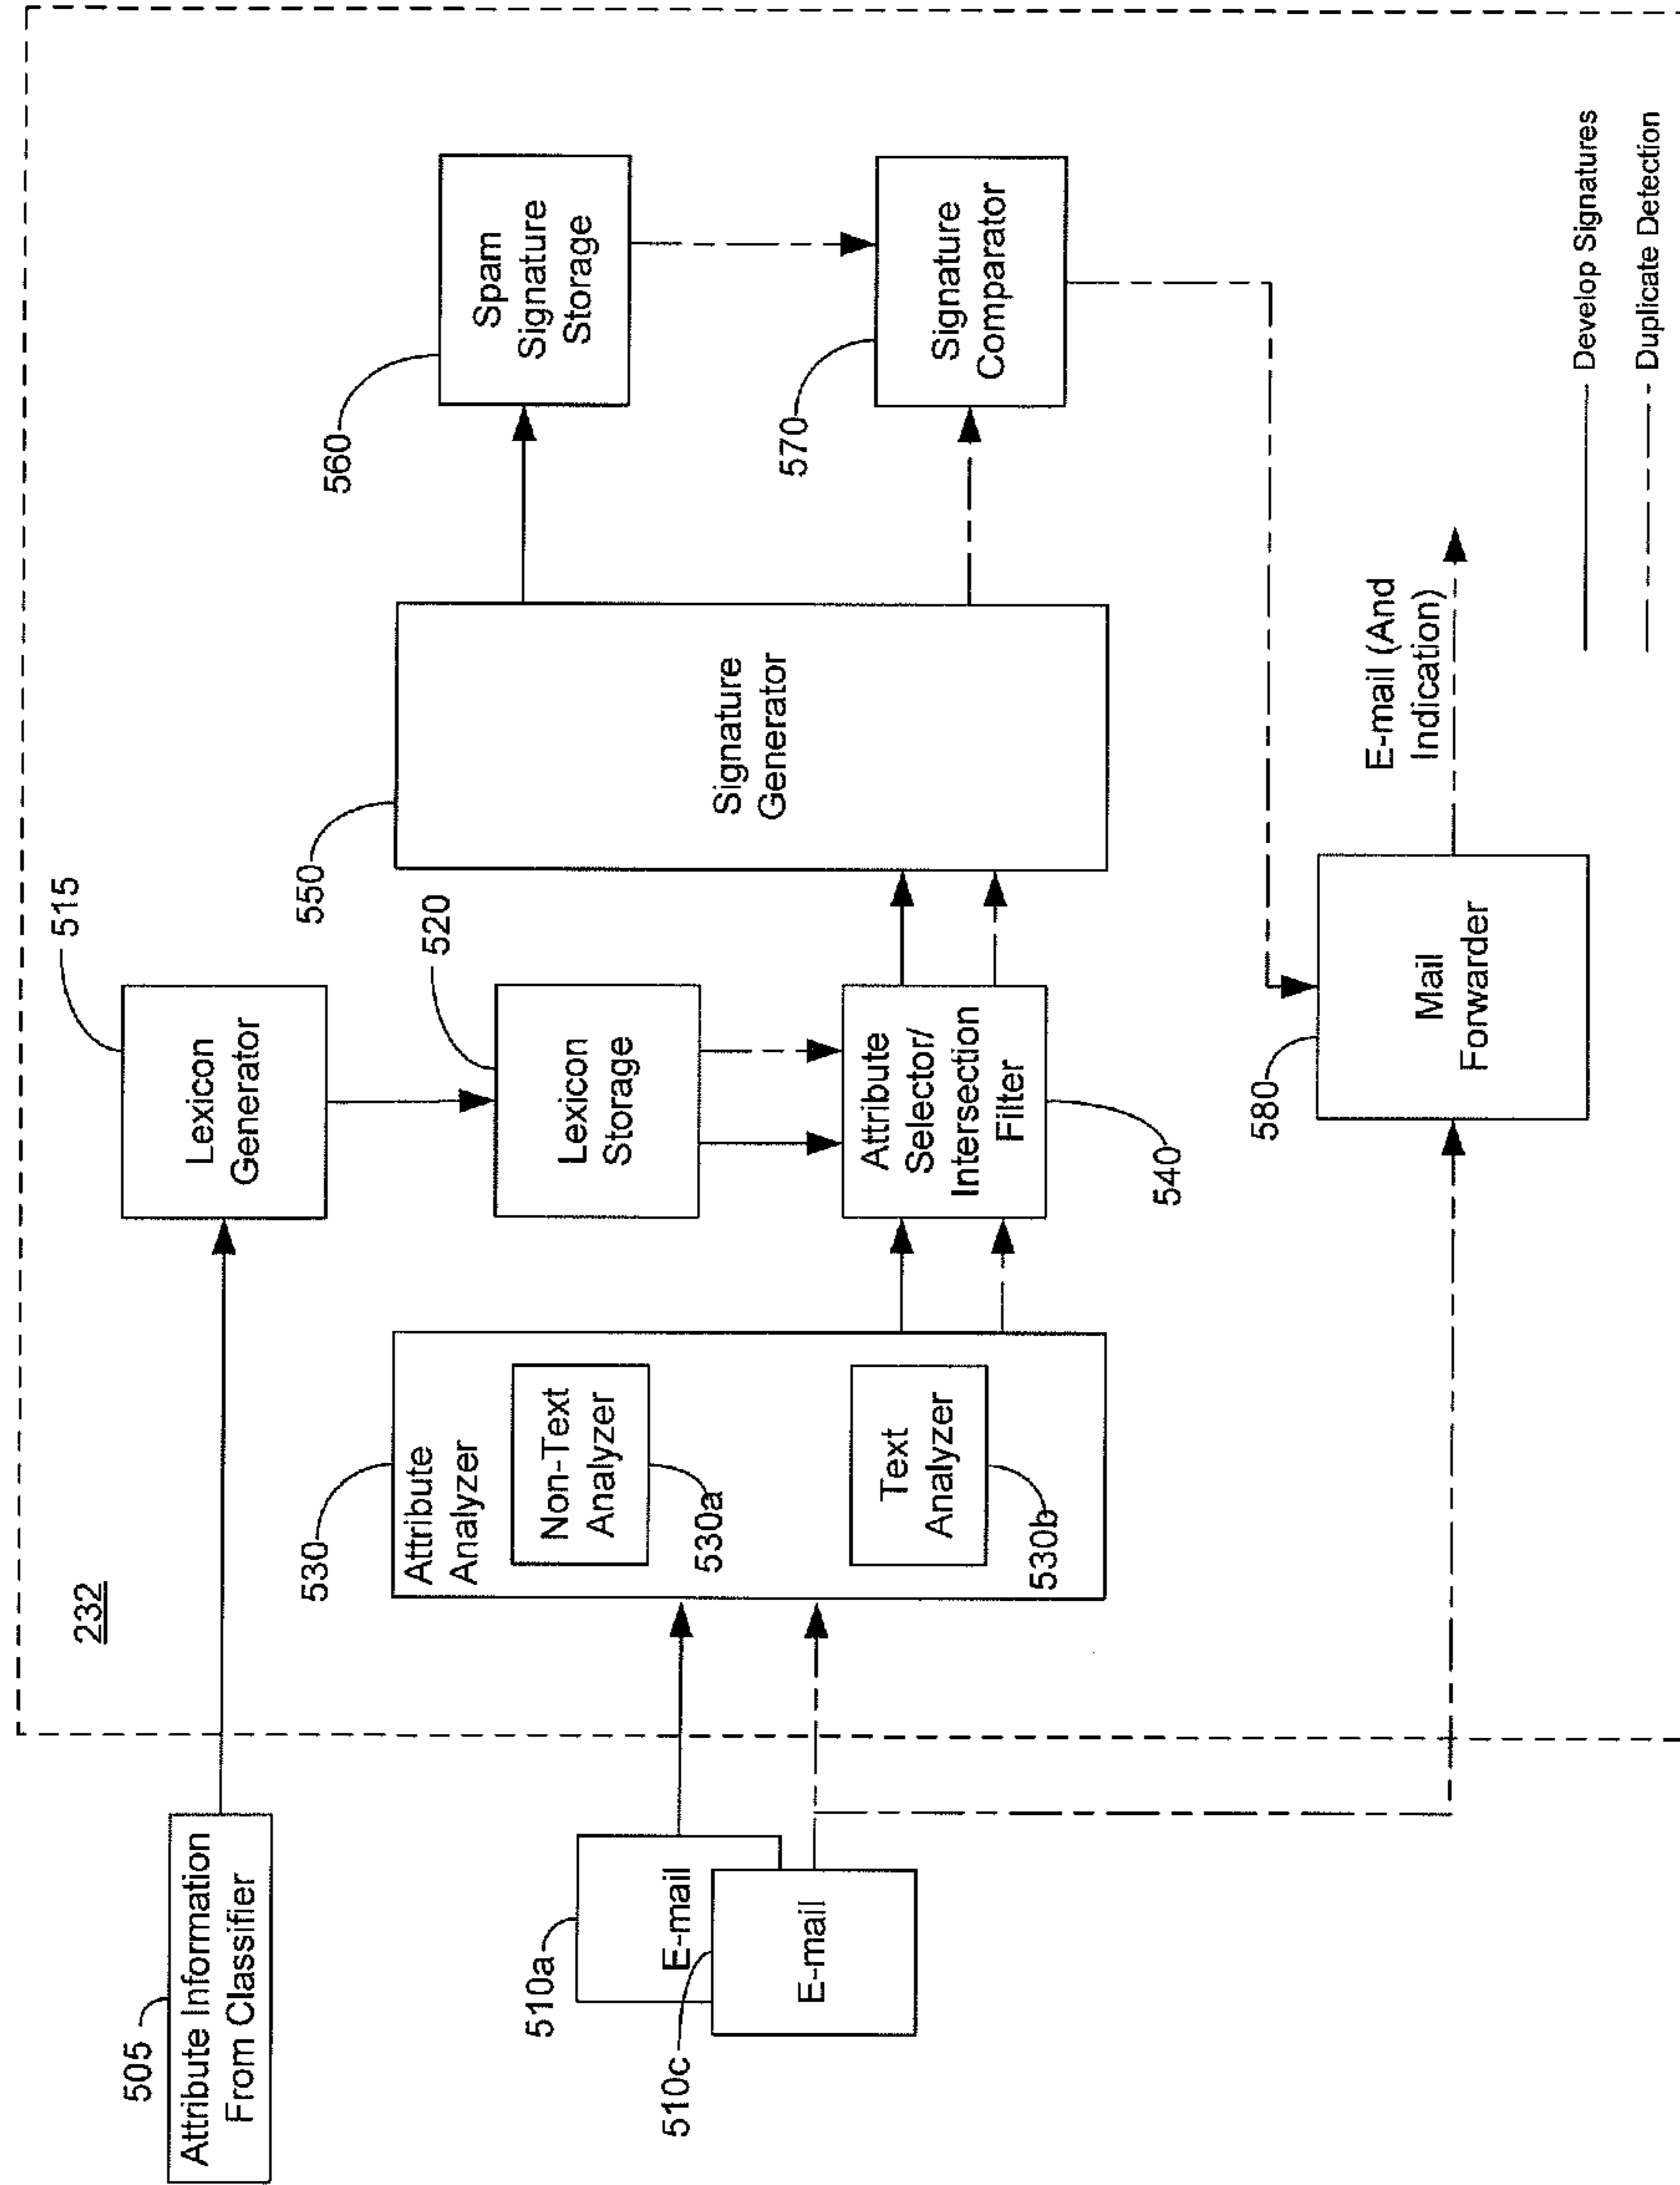 232
505
Attribute Information
From Classifier
515
Lexicon
Generator
520
Lexicon
Storage
510a
E-mail
510c
E-mail
530
Attribute
Analyzer
Non-Text
Analyzer
530a
Text
Analyzer
530b
Attribute
Selector/
Intersection
Filter
540
550
Signature
Generator
560
Spam
Signature
Storage
570
Signature
Comparator
580
Mail
Forwarder
E-mail (And
Indication)
Develop Signatures
Duplicate Detection